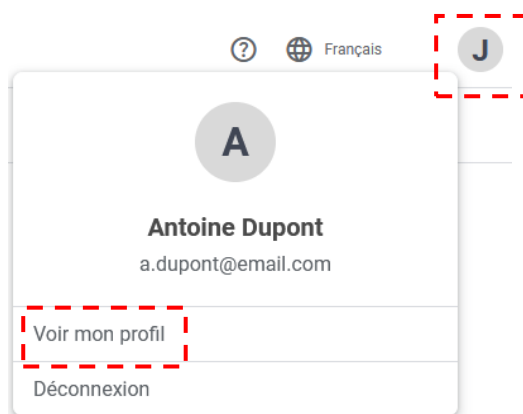 ? Français J
A
Antoine Dupont
a.dupont@email.com
Voir mon profil
Déconnexion